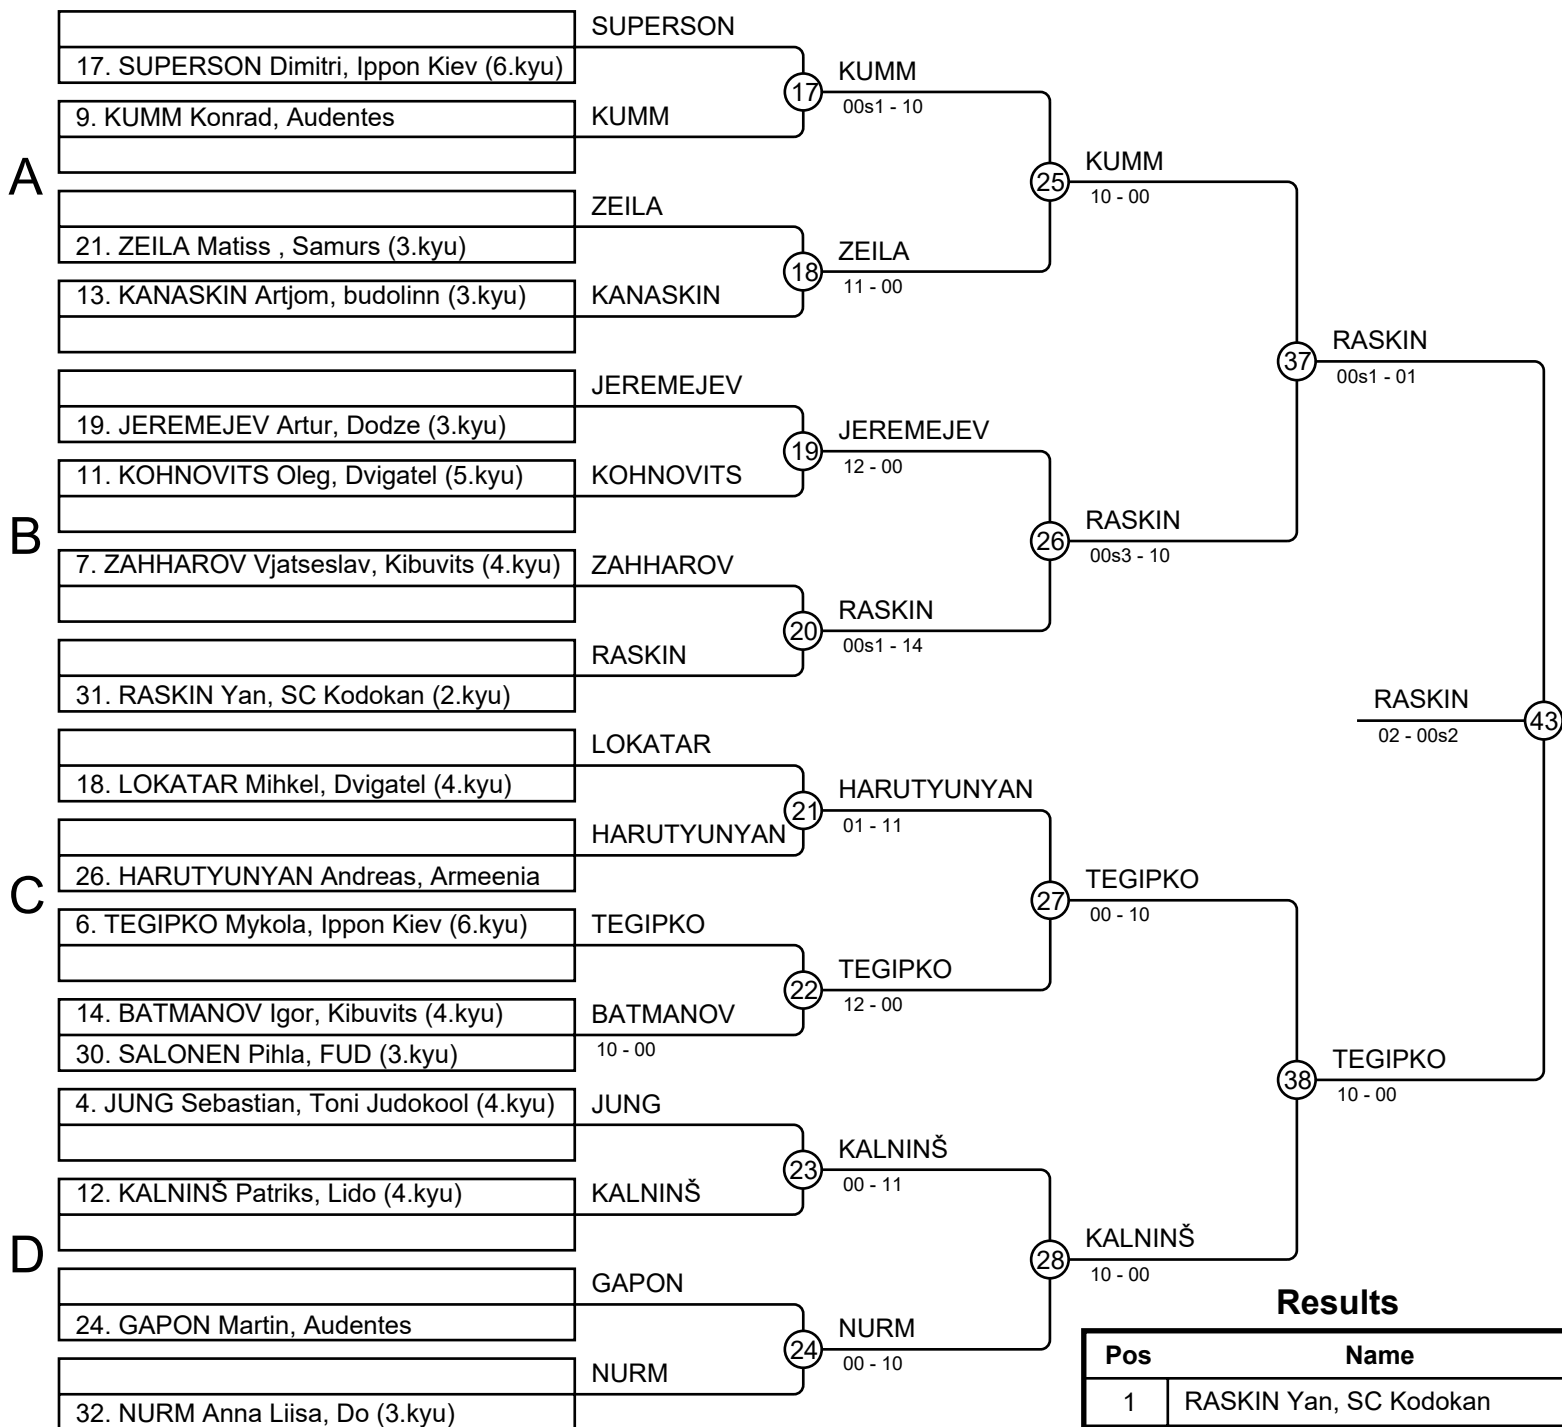 A
17. SUPERSON Dimitri, Ippon Kiev (6.kyu)
9. KUMM Konrad, Audentes
21. ZEILA Matiss , Samurs (3.kyu)
13. KANASKIN Artjom, budolinn (3.kyu)
B
19. JEREMEJEV Artur, Dodze (3.kyu)
11. KOHNOVITS Oleg, Dvigatel (5.kyu)
7. ZAHHAROV Vjatseslav, Kibuvits (4.kyu)
31. RASKIN Yan, SC Kodokan (2.kyu)
C
18. LOKATAR Mihkel, Dvigatel (4.kyu)
26. HARUTYUNYAN Andreas, Armeenia
6. TEGIPKO Mykola, Ippon Kiev (6.kyu)
14. BATMANOV Igor, Kibuvits (4.kyu)
30. SALONEN Pihla, FUD (3.kyu)
D
4. JUNG Sebastian, Toni Judokool (4.kyu)
12. KALNINŠ Patriks, Lido (4.kyu)
24. GAPON Martin, Audentes
32. NURM Anna Liisa, Do (3.kyu)
SUPERSON
KUMM
ZEILA
KANASKIN
JEREMEJEV
KOHNOVITS
ZAHHAROV
RASKIN
LOKATAR
HARUTYUNYAN
TEGIPKO
BATMANOV
10 - 00
JUNG
KALNINŠ
GAPON
NURM
17
KUMM
00s1 - 10
18
ZEILA
11 - 00
19
JEREMEJEV
12 - 00
20
RASKIN
00s1 - 14
21
HARUTYUNYAN
01 - 11
22
TEGIPKO
12 - 00
23
KALNINŠ
00 - 11
24
NURM
00 - 10
25
KUMM
10 - 00
26
RASKIN
00s3 - 10
27
TEGIPKO
00 - 10
28
KALNINŠ
10 - 00
37
RASKIN
00s1 - 01
38
TEGIPKO
10 - 00
RASKIN
43
02 - 00s2
Results
Pos Name
1 RASKIN Yan, SC Kodokan